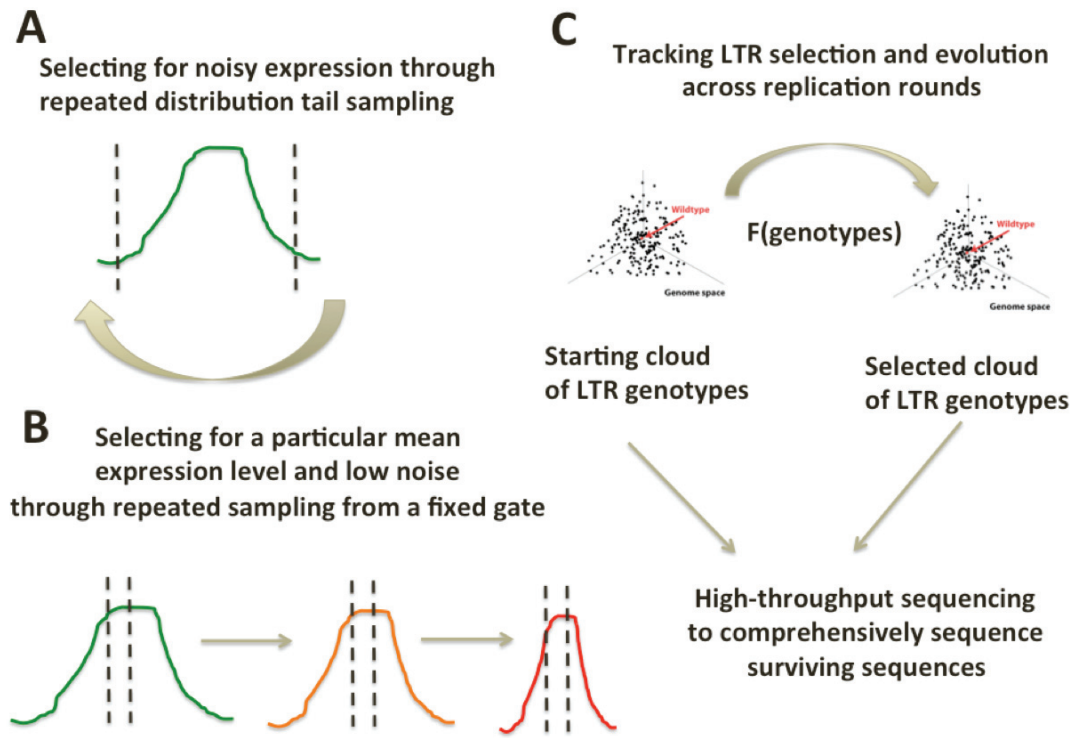 A
Selecting for noisy expression through
repeated distribution tail sampling
B
Selecting for a particular mean
expression level and low noise
through repeated sampling from a fixed gate
C
Tracking LTR selection and evolution
across replication rounds
Wildtype
Genome space
F(genotypes)
Wildtype
Genome space
Starting cloud
of LTR genotypes
Selected cloud
of LTR genotypes
High-throughput sequencing
to comprehensively sequence
surviving sequences